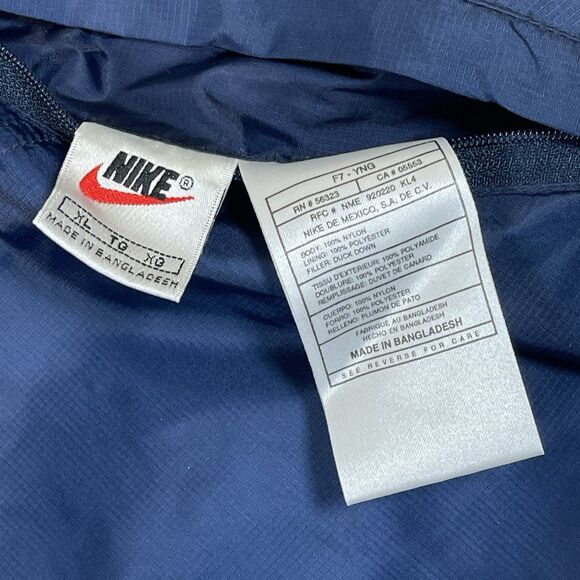 NIKE ®
XL TG XG
MADE IN BANGLADESH
F7 - YNG
RN # 56323 CA # 05553
RFC # NME 920220 KL4
NIKE DE MEXICO, S.A. DE C.V.
BODY: 100% NYLON
LINING: 100% POLYESTER
FILLER: DUCK DOWN
TISSU D'EXTERIEUR: 100% POLYAMIDE
DOUBLURE: 100% POLYESTER
REMPLISSAGE: DUVET DE CANARD
CUERPO: 100% NYLON
FORRO: 100% POLYESTER
RELLENO: PLUMON DE PATO
FABRIQUE AU BANGLADESH
HECHO EN BANGLADESH
MADE IN BANGLADESH
SEE REVERSE FOR CARE